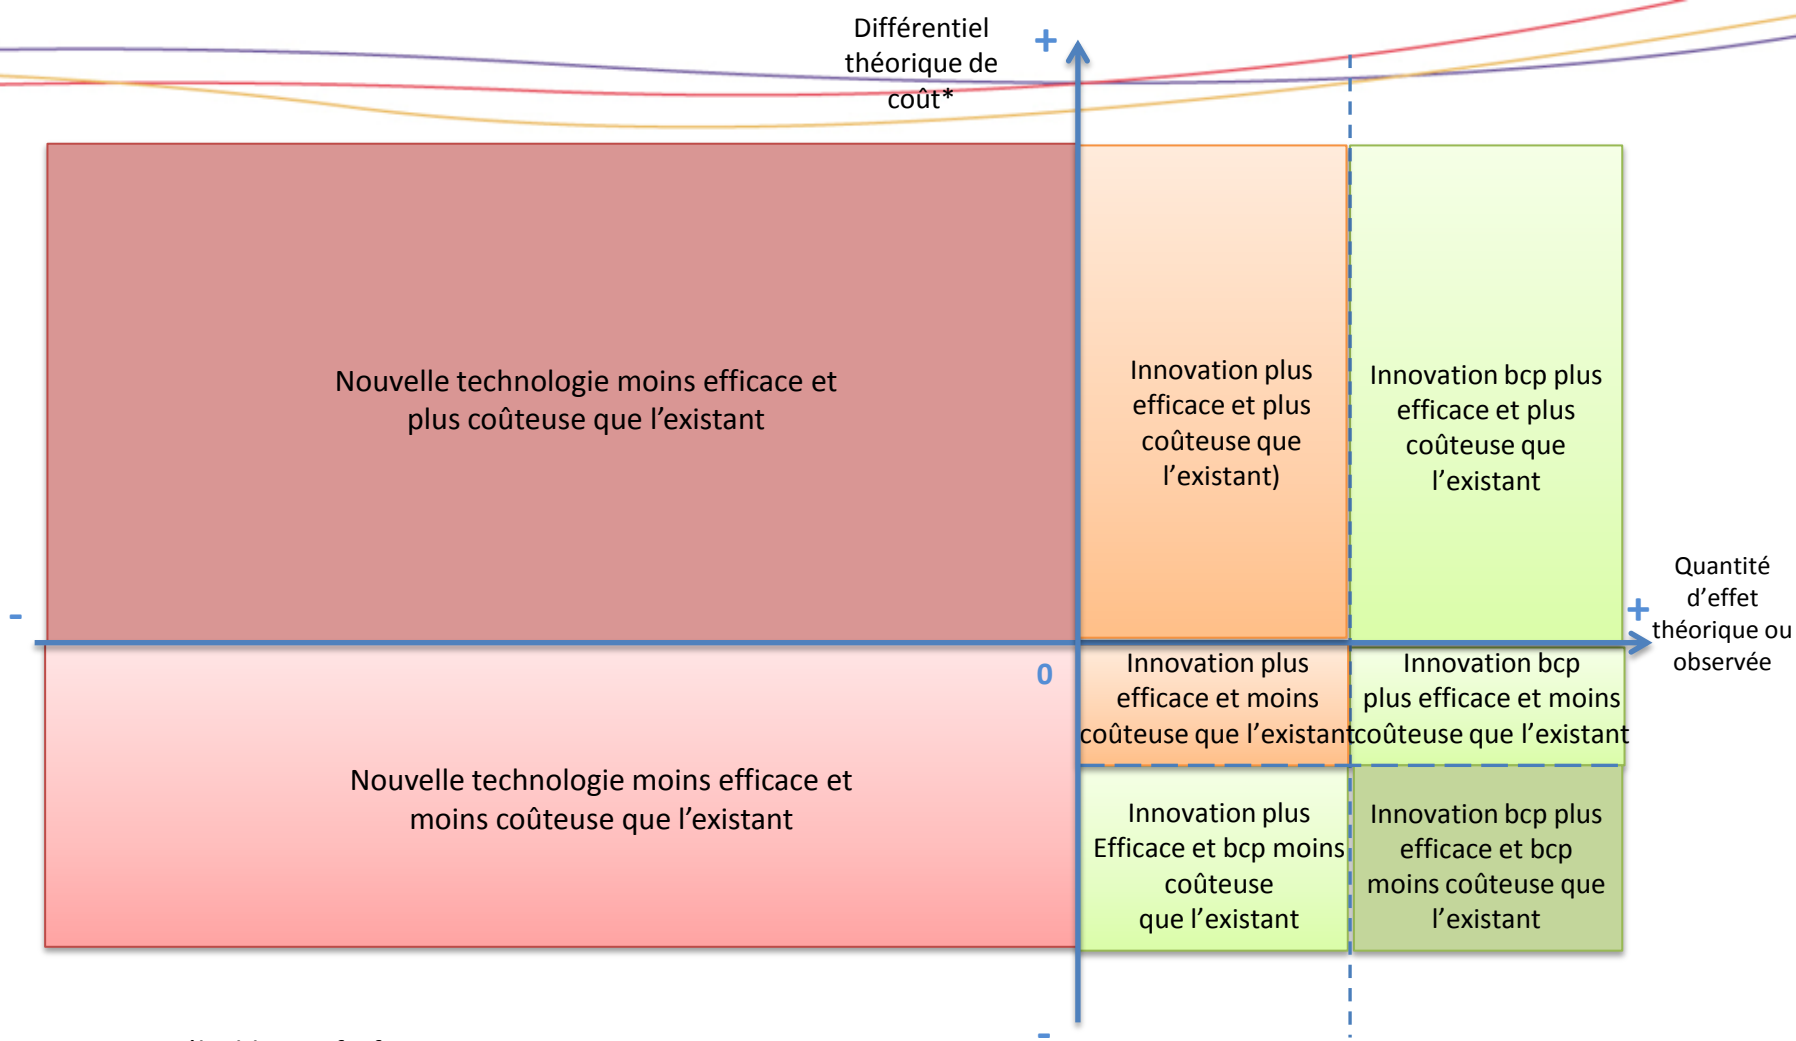 Différentiel
théorique de
coût*
+
Nouvelle technologie moins efficace et
plus coûteuse que l’existant
Innovation plus
efficace et plus
coûteuse que
l’existant)
Innovation bcp plus
efficace et plus
coûteuse que
l’existant
-
+
Quantité
d’effet
théorique ou
observée
0
Innovation plus
efficace et moins
coûteuse que l’existant
Innovation bcp
plus efficace et moins
coûteuse que l’existant
Nouvelle technologie moins efficace et
moins coûteuse que l’existant
Innovation plus
Efficace et bcp moins
coûteuse
que l’existant
Innovation bcp plus
efficace et bcp
moins coûteuse que
l’existant
-